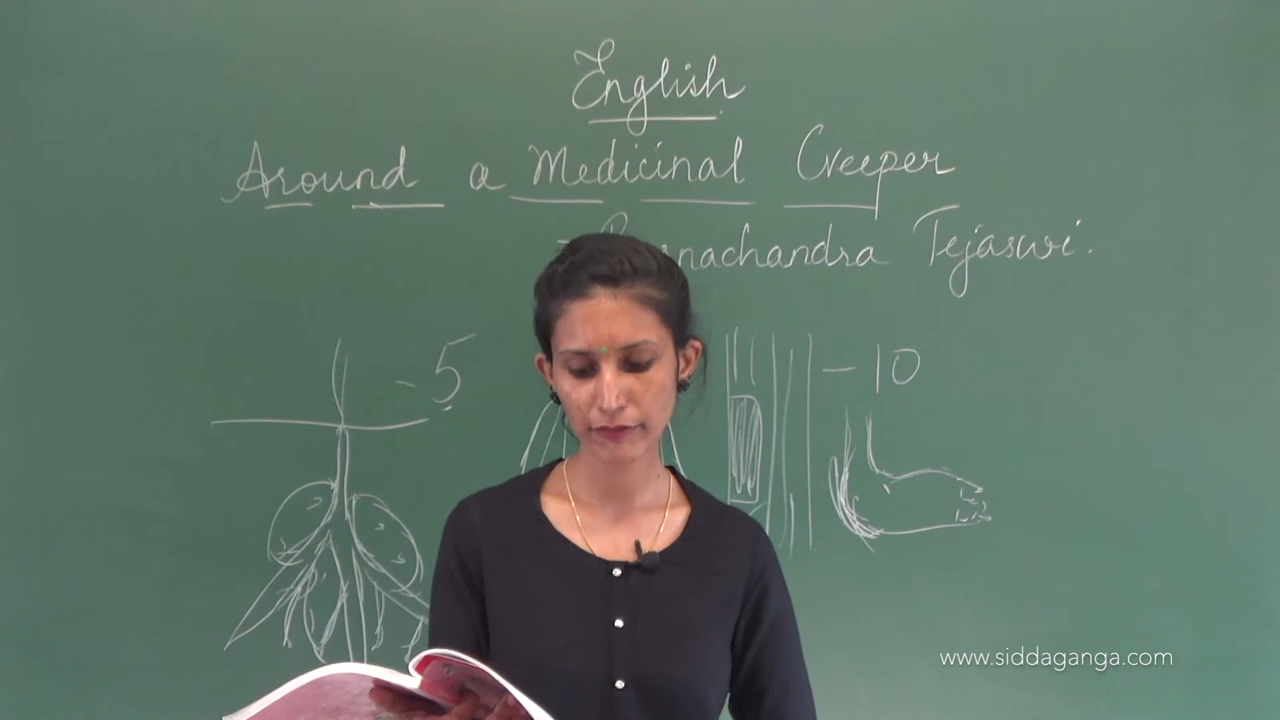 English
Around a Medicinal Creeper
Tejaswi.
- 5
- 10
www.siddaganga.com